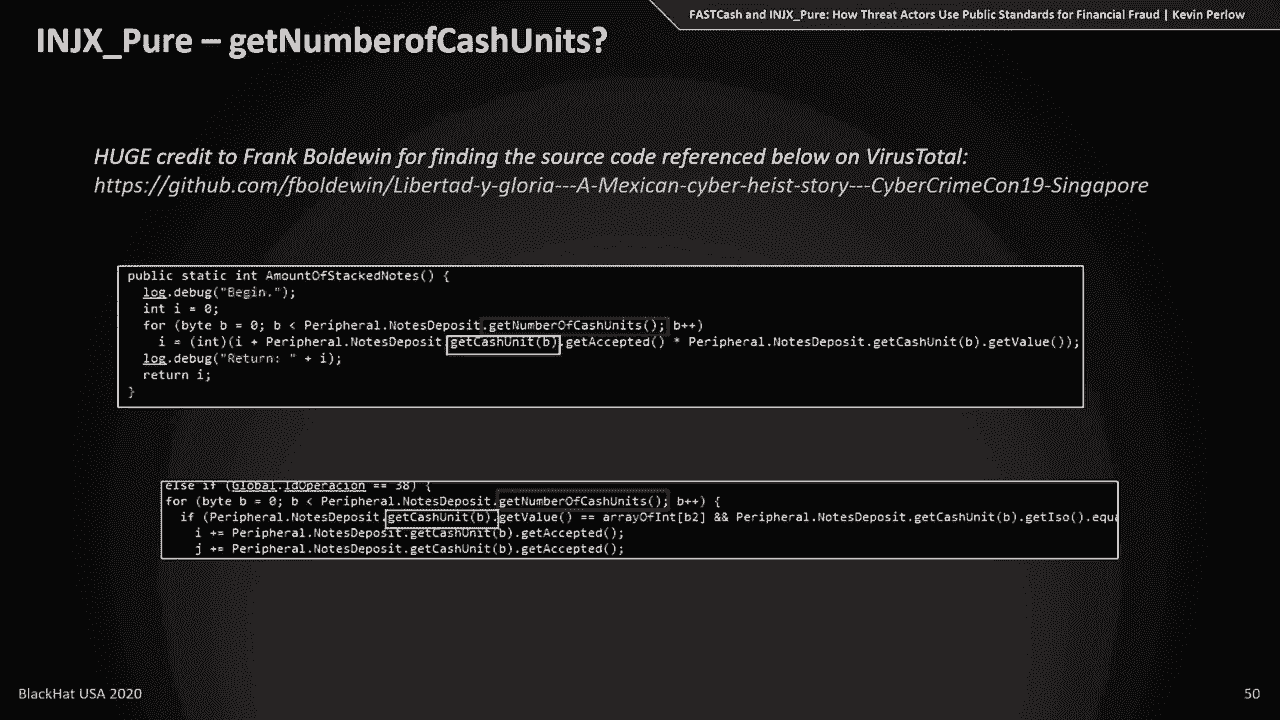 FASTCash and INJX_Pure: How Threat Actors Use Public Standards for Financial Fraud | Kevin Perlow
INJX_Pure – getNumberofCashUnits?
HUGE credit to Frank Boldewin for finding the source code referenced below on VirusTotal:
https://github.com/fboldewin/Libertad-y-gloria---A-Mexican-cyber-heist-story---CyberCrimeCon19-Singapore
public static int AmountOfStackedNotes() {
log.debug("Begin.");
int i = 0;
for (byte b = 0; b < Peripheral.NotesDeposit.getNumberOfCashUnits(); b++)
i = (int)(i + Peripheral.NotesDeposit.getCashUnit(b).getAccepted() * Peripheral.NotesDeposit.getCashUnit(b).getValue());
log.debug("Return: " + i);
return i;
}
else if (Global.IdOperacion == 38) {
for (byte b = 0; b < Peripheral.NotesDeposit.getNumberOfCashUnits(); b++) {
if (Peripheral.NotesDeposit.getCashUnit(b).getValue() == arrayOfInt[b2] && Peripheral.NotesDeposit.getCashUnit(b).getIso().equa
i += Peripheral.NotesDeposit.getCashUnit(b).getAccepted();
j += Peripheral.NotesDeposit.getCashUnit(b).getAccepted();
BlackHat USA 2020
50